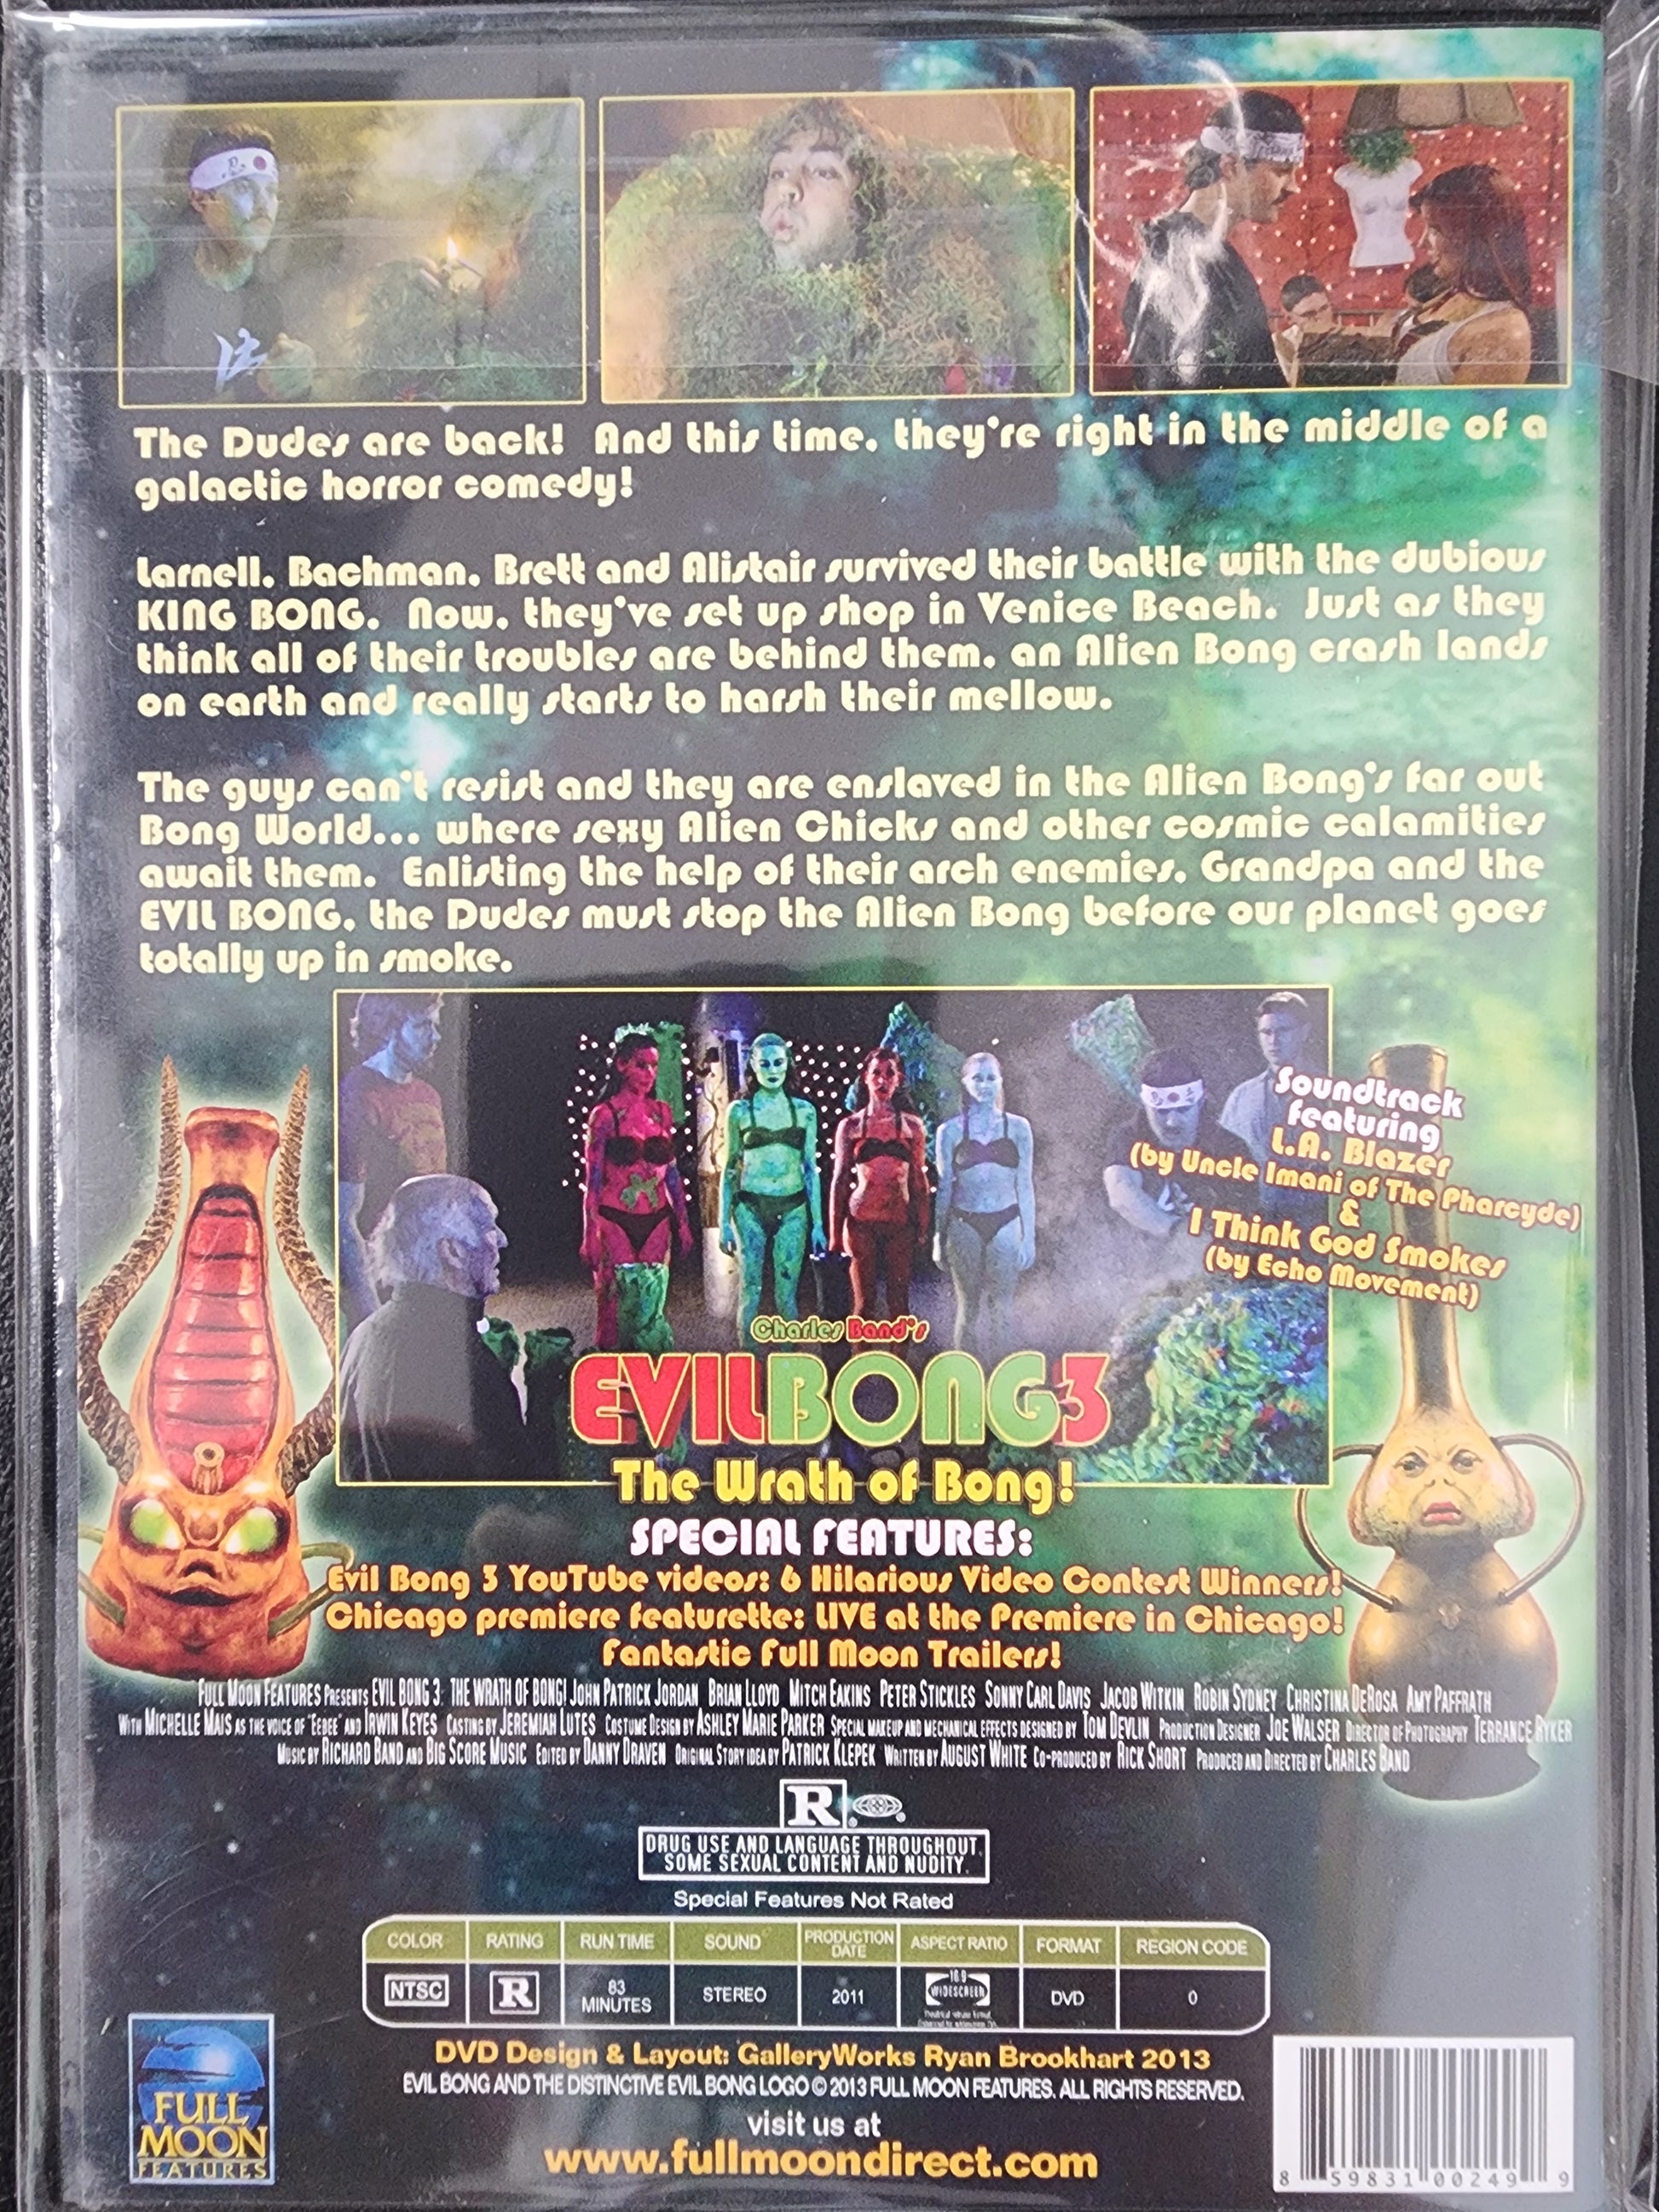 The Dudes are back! And this time, they're right in the middle of a
galactic horror comedy!
Larnell, Bachman, Brett and Alistair survived their battle with the dubious
KING BONG. Now, they've set up shop in Venice Beach. Just as they
think all of their troubles are behind them, an Alien Bong crash lands
on earth and really starts to harsh their mellow.
The guys can't resist and they are enslaved in the Alien Bong's far out
Bong World... where sexy Alien Chicks and other cosmic calamities
await them. Enlisting the help of their arch enemies, Grandpa and the
EVIL BONG, the Dudes must stop the Alien Bong before our planet goes
totally up in smoke.
Soundtrack
featuring
L.A. Blazer
(by Uncle Imani of The Pharcyde)
&
I Think God Smokes
(by Echo Movement)
Charles Band's
EVILBONG3
The Wrath of Bong!
SPECIAL FEATURES:
Evil Bong 3 YouTube videos: 6 Hilarious Video Contest Winners!
Chicago premiere featurette: LIVE at the Premiere in Chicago!
Fantastic Full Moon Trailers!
FULL MOON FEATURES PRESENTS EVIL BONG 3: THE WRATH OF BONG! JOHN PATRICK JORDAN BRIAN LLOYD MITCH EAKINS PETER STICKLES SONNY CARL DAVIS JACOB WITKIN ROBIN SYDNEY CHRISTINA DEROSA AMY PAFFRATH
WITH MICHELLE MAIS AS THE VOICE OF "EEBEE" AND IRWIN KEYES CASTING BY JEREMIAH LUTES COSTUME DESIGN BY ASHLEY MARIE PARKER SPECIAL MAKEUP AND MECHANICAL EFFECTS DESIGNED BY TOM DEVLIN PRODUCTION DESIGNER JOE WALSER DIRECTOR OF PHOTOGRAPHY TERRANCE RYKER
MUSIC BY RICHARD BAND AND BIG SCORE MUSIC EDITED BY DANNY DRAVEN ORIGINAL STORY IDEA BY PATRICK KLEPEK WRITTEN BY AUGUST WHITE CO-PRODUCED BY RICK SHORT PRODUCED AND DIRECTED BY CHARLES BAND
R
DRUG USE AND LANGUAGE THROUGHOUT,
SOME SEXUAL CONTENT AND NUDITY.
Special Features Not Rated
COLOR RATING RUN TIME SOUND PRODUCTION DATE ASPECT RATIO FORMAT REGION CODE
NTSC R 83 MINUTES STEREO 2011 16:9 WIDESCREEN DVD 0
DVD Design & Layout: GalleryWorks Ryan Brookhart 2013
EVIL BONG AND THE DISTINCTIVE EVIL BONG LOGO © 2013 FULL MOON FEATURES. ALL RIGHTS RESERVED.
visit us at
www.fullmoondirect.com
FULL
MOON
FEATURES
8 59831 00249 9